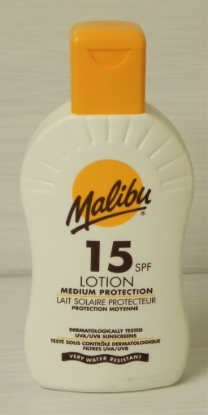 Malibu®
15 SPF
LOTION
MEDIUM PROTECTION
LAIT SOLAIRE PROTECTEUR
PROTECTION MOYENNE
DERMATOLOGICALLY TESTED
UVA/UVB SUNSCREENS
TESTÉ SOUS CONTRÔLE DERMATOLOGIQUE
FILTRES UVA/UVB
VERY WATER RESISTANT